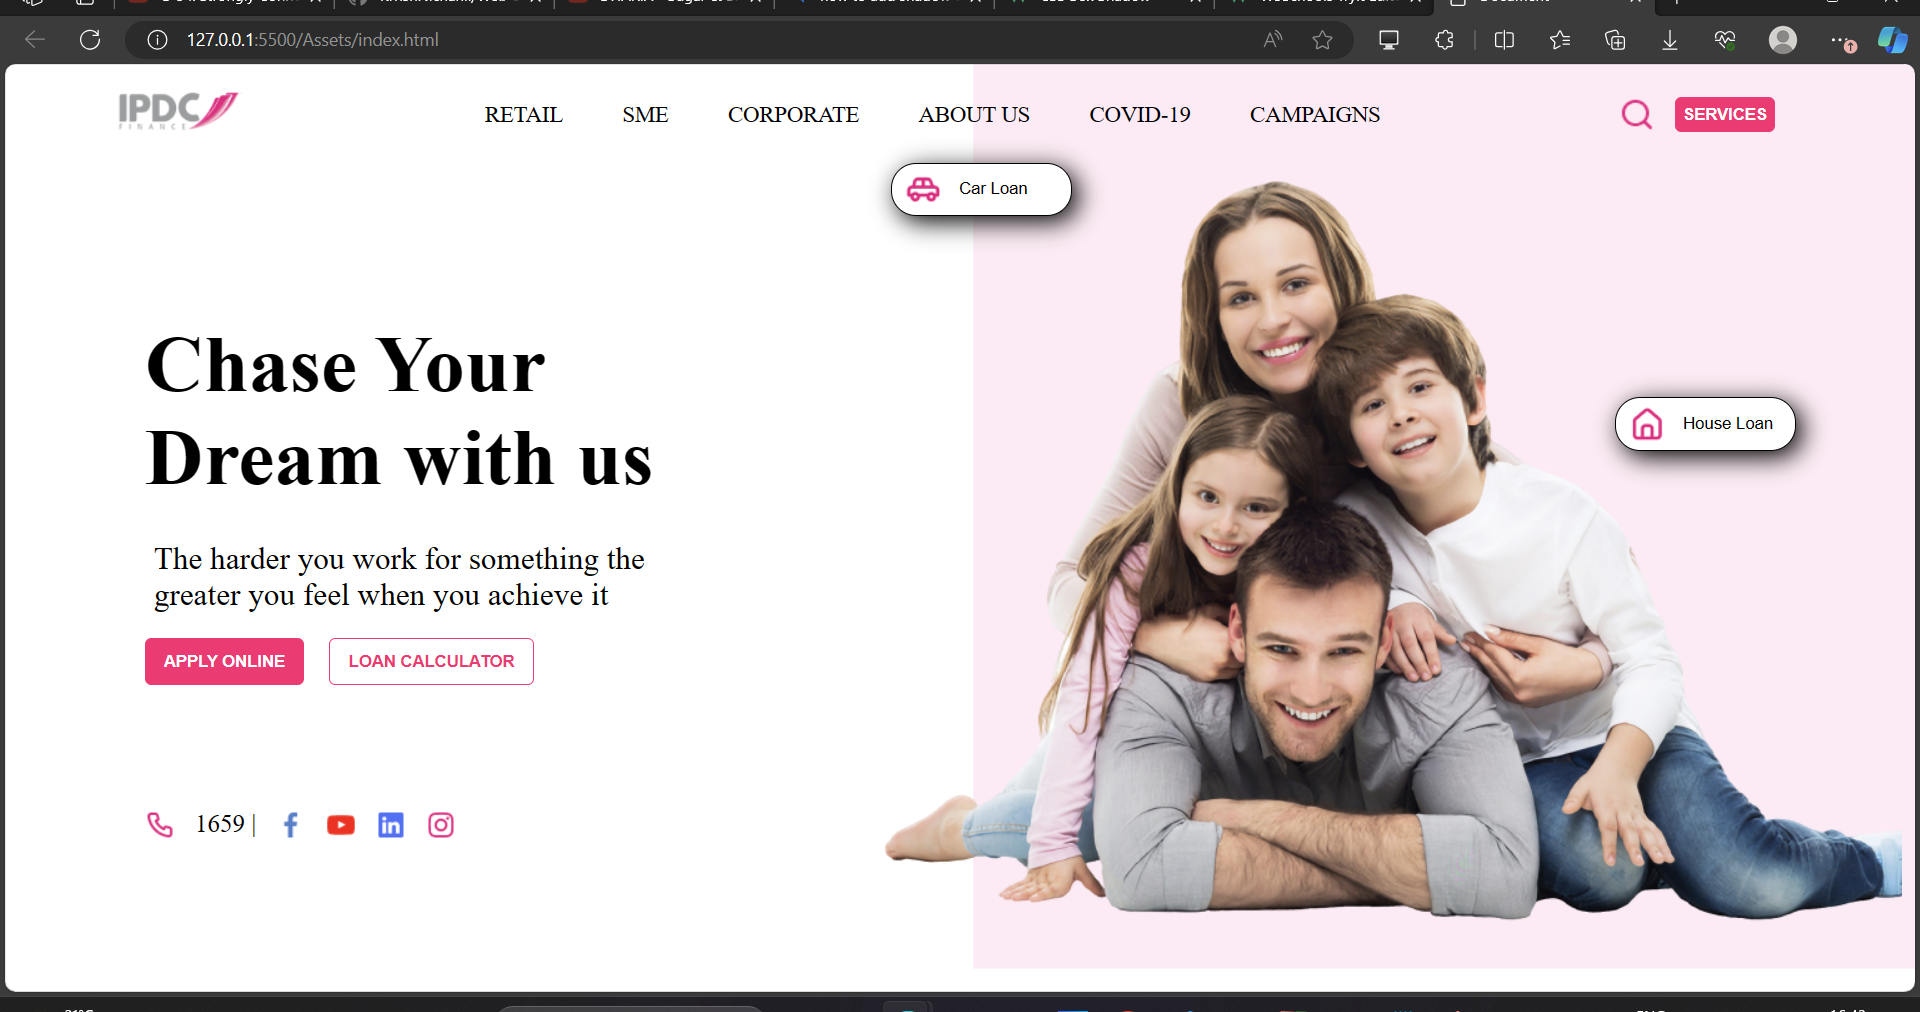 127.0.0.1:5500/Assets/index.html
IPDC
FINANCE
RETAIL SME CORPORATE ABOUT US COVID-19 CAMPAIGNS
SERVICES
Car Loan
Chase Your
Dream with us
House Loan
The harder you work for something the
greater you feel when you achieve it
APPLY ONLINE LOAN CALCULATOR
1659 |